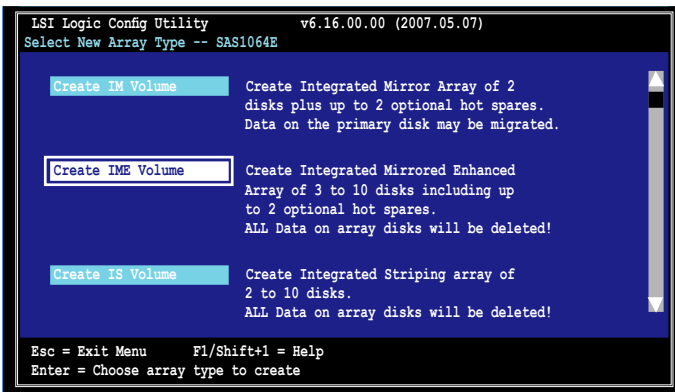 LSI Logic Config Utility v6.16.00.00 (2007.05.07)
Select New Array Type -- SAS1064E
Create IM Volume Create Integrated Mirror Array of 2
disks plus up to 2 optional hot spares.
Data on the primary disk may be migrated.
Create IME Volume Create Integrated Mirrored Enhanced
Array of 3 to 10 disks including up
to 2 optional hot spares.
ALL Data on array disks will be deleted!
Create IS Volume Create Integrated Striping array of
2 to 10 disks.
ALL Data on array disks will be deleted!
Esc = Exit Menu F1/Shift+1 = Help
Enter = Choose array type to create